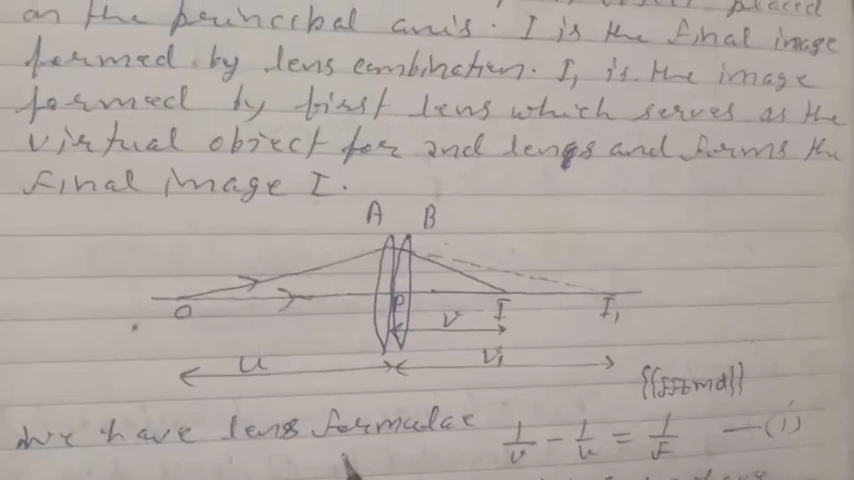 placed
on the princibal axis. I is the final image
formed by lens combination. I1 is the image
formed by first lens which serves as the
virtual object for 2nd lens and forms the
final image I.
A B
O P I I1
v
u v1
We have lens formulae 1/v - 1/u = 1/f —(i)